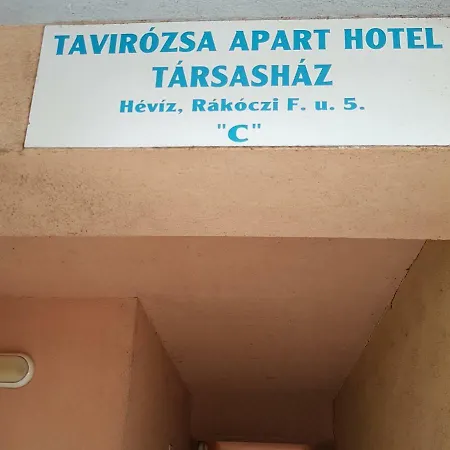 TAVIRÓZSA APART HOTEL
TÁRSASHÁZ
Hévíz, Rákóczi F. u. 5.
"C"